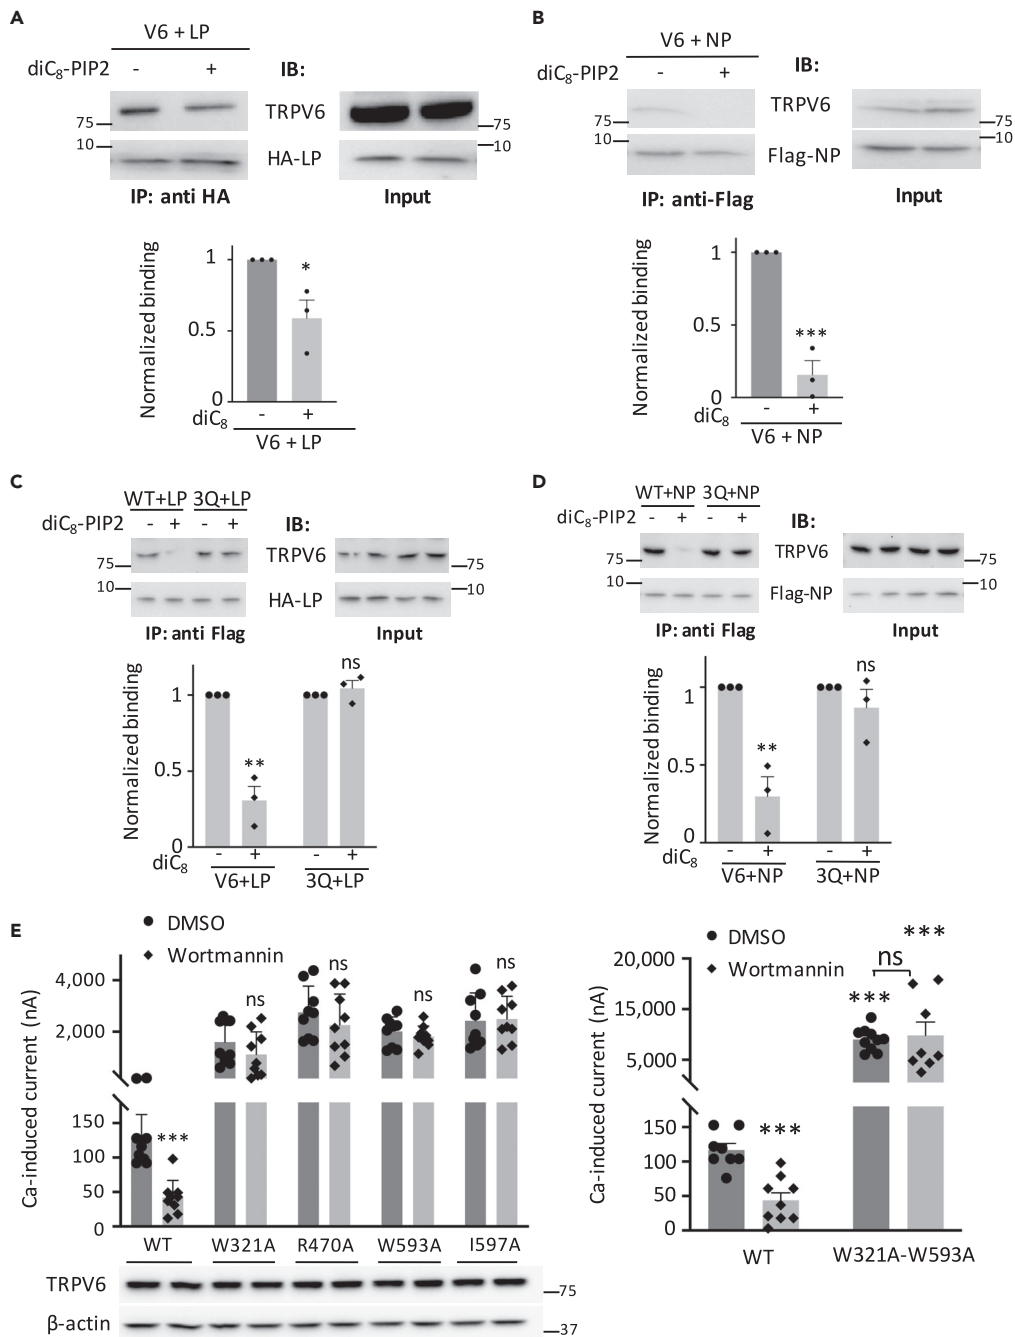 A
V6 + LP
diC8-PIP2 - + IB:
TRPV6
75 75
10 10
HA-LP
IP: anti HA Input
Normalized binding
1
0.5
0
*
diC8 - +
V6 + LP
B
V6 + NP
diC8-PIP2 - + IB:
TRPV6
75 75
10 10
Flag-NP
IP: anti-Flag Input
Normalized binding
1
0.5
0
***
diC8 - +
V6 + NP
C
WT+LP 3Q+LP
diC8-PIP2 - + - + IB:
TRPV6
75 75
10 10
HA-LP
IP: anti Flag Input
Normalized binding
1
0.5
0
** ns
diC8 - + - +
V6+LP 3Q+LP
D
WT+NP 3Q+NP
diC8-PIP2 - + - + IB:
TRPV6
75 75
10 10
Flag-NP
IP: anti Flag Input
Normalized binding
1
0.5
0
** ns
diC8 - + - +
V6+NP 3Q+NP
E
DMSO
Wortmannin
Ca-induced current (nA)
4,000
2,000
150
100
50
0
*** ns ns ns ns
WT W321A R470A W593A I597A
TRPV6 75
β-actin 37
DMSO
Wortmannin
Ca-induced current (nA)
20,000
15,000
5,000
150
100
50
0
***
ns
***
***
WT W321A-W593A